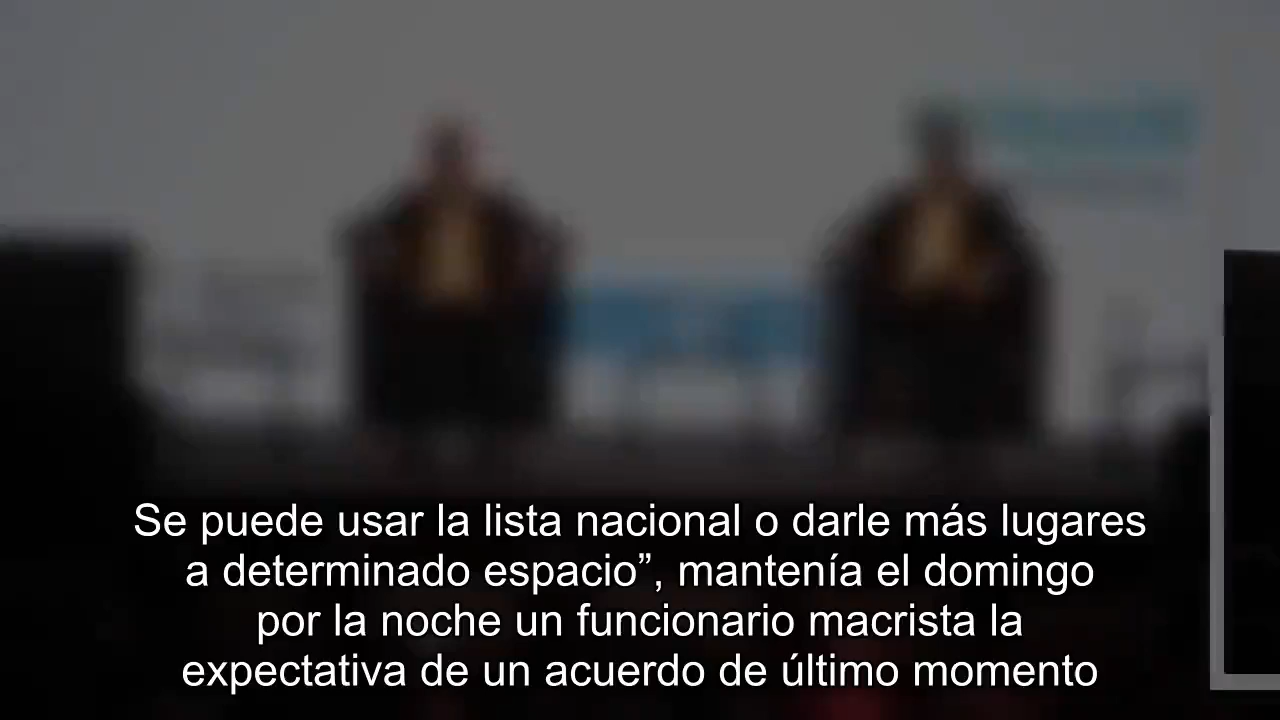 Se puede usar la lista nacional o darle más lugares
a determinado espacio”, mantenía el domingo
por la noche un funcionario macrista la
expectativa de un acuerdo de último momento